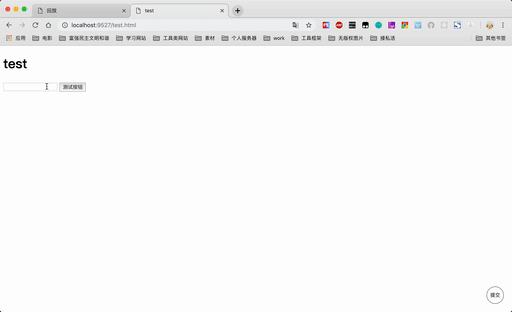 回放
test
localhost:9527/test.html
应用 电影 富强民主文明和谐 学习网站 工具类网站 素材 个人服务器 work 工具框架 无版权图片 接私活 其他书签
test
测试按钮
提交